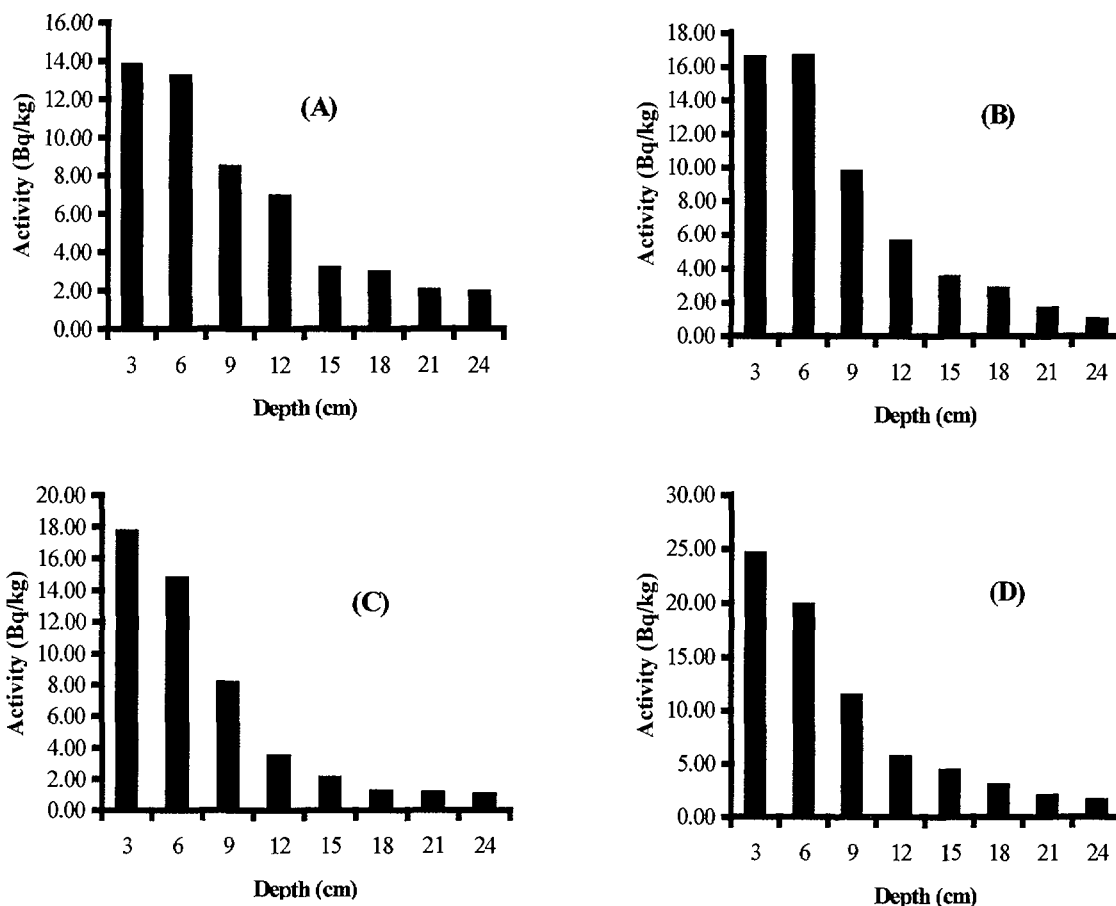 (A)
Activity (Bq/kg)
16.00
14.00
12.00
10.00
8.00
6.00
4.00
2.00
0.00
3 6 9 12 15 18 21 24
Depth (cm)
(B)
Activity (Bq/kg)
18.00
16.00
14.00
12.00
10.00
8.00
6.00
4.00
2.00
0.00
3 6 9 12 15 18 21 24
Depth (cm)
(C)
Activity (Bq/kg)
20.00
18.00
16.00
14.00
12.00
10.00
8.00
6.00
4.00
2.00
0.00
3 6 9 12 15 18 21 24
Depth (cm)
(D)
Activity (Bq/kg)
30.00
25.00
20.00
15.00
10.00
5.00
0.00
3 6 9 12 15 18 21 24
Depth (cm)